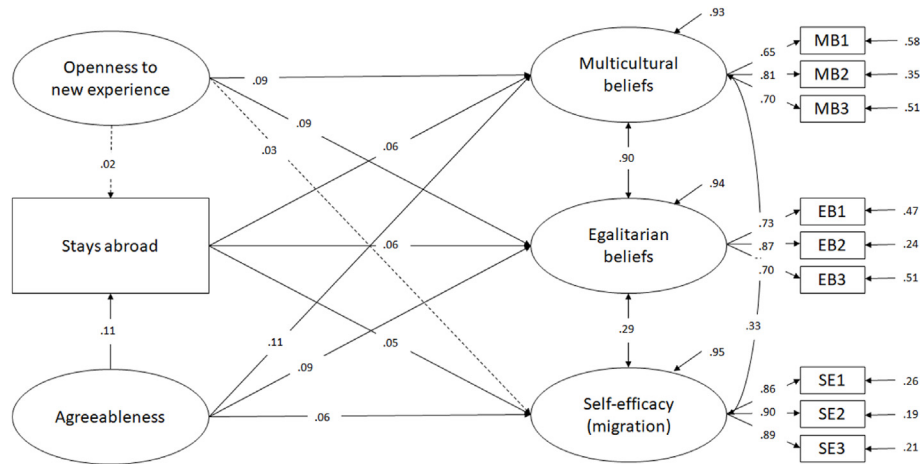 .93
Openness to
new experience
Multicultural
beliefs
.65
.81
.70
MB1
.58
MB2
.35
MB3
.51
.09
.09
.03
.06
.02
.90
.94
Stays abroad
.06
Egalitarian
beliefs
.73
.87
.70
EB1
.47
EB2
.24
EB3
.51
.11
.11
.05
.09
.29
.33
.95
Agreeableness
.06
Self-efficacy
(migration)
.86
.90
.89
SE1
.26
SE2
.19
SE3
.21